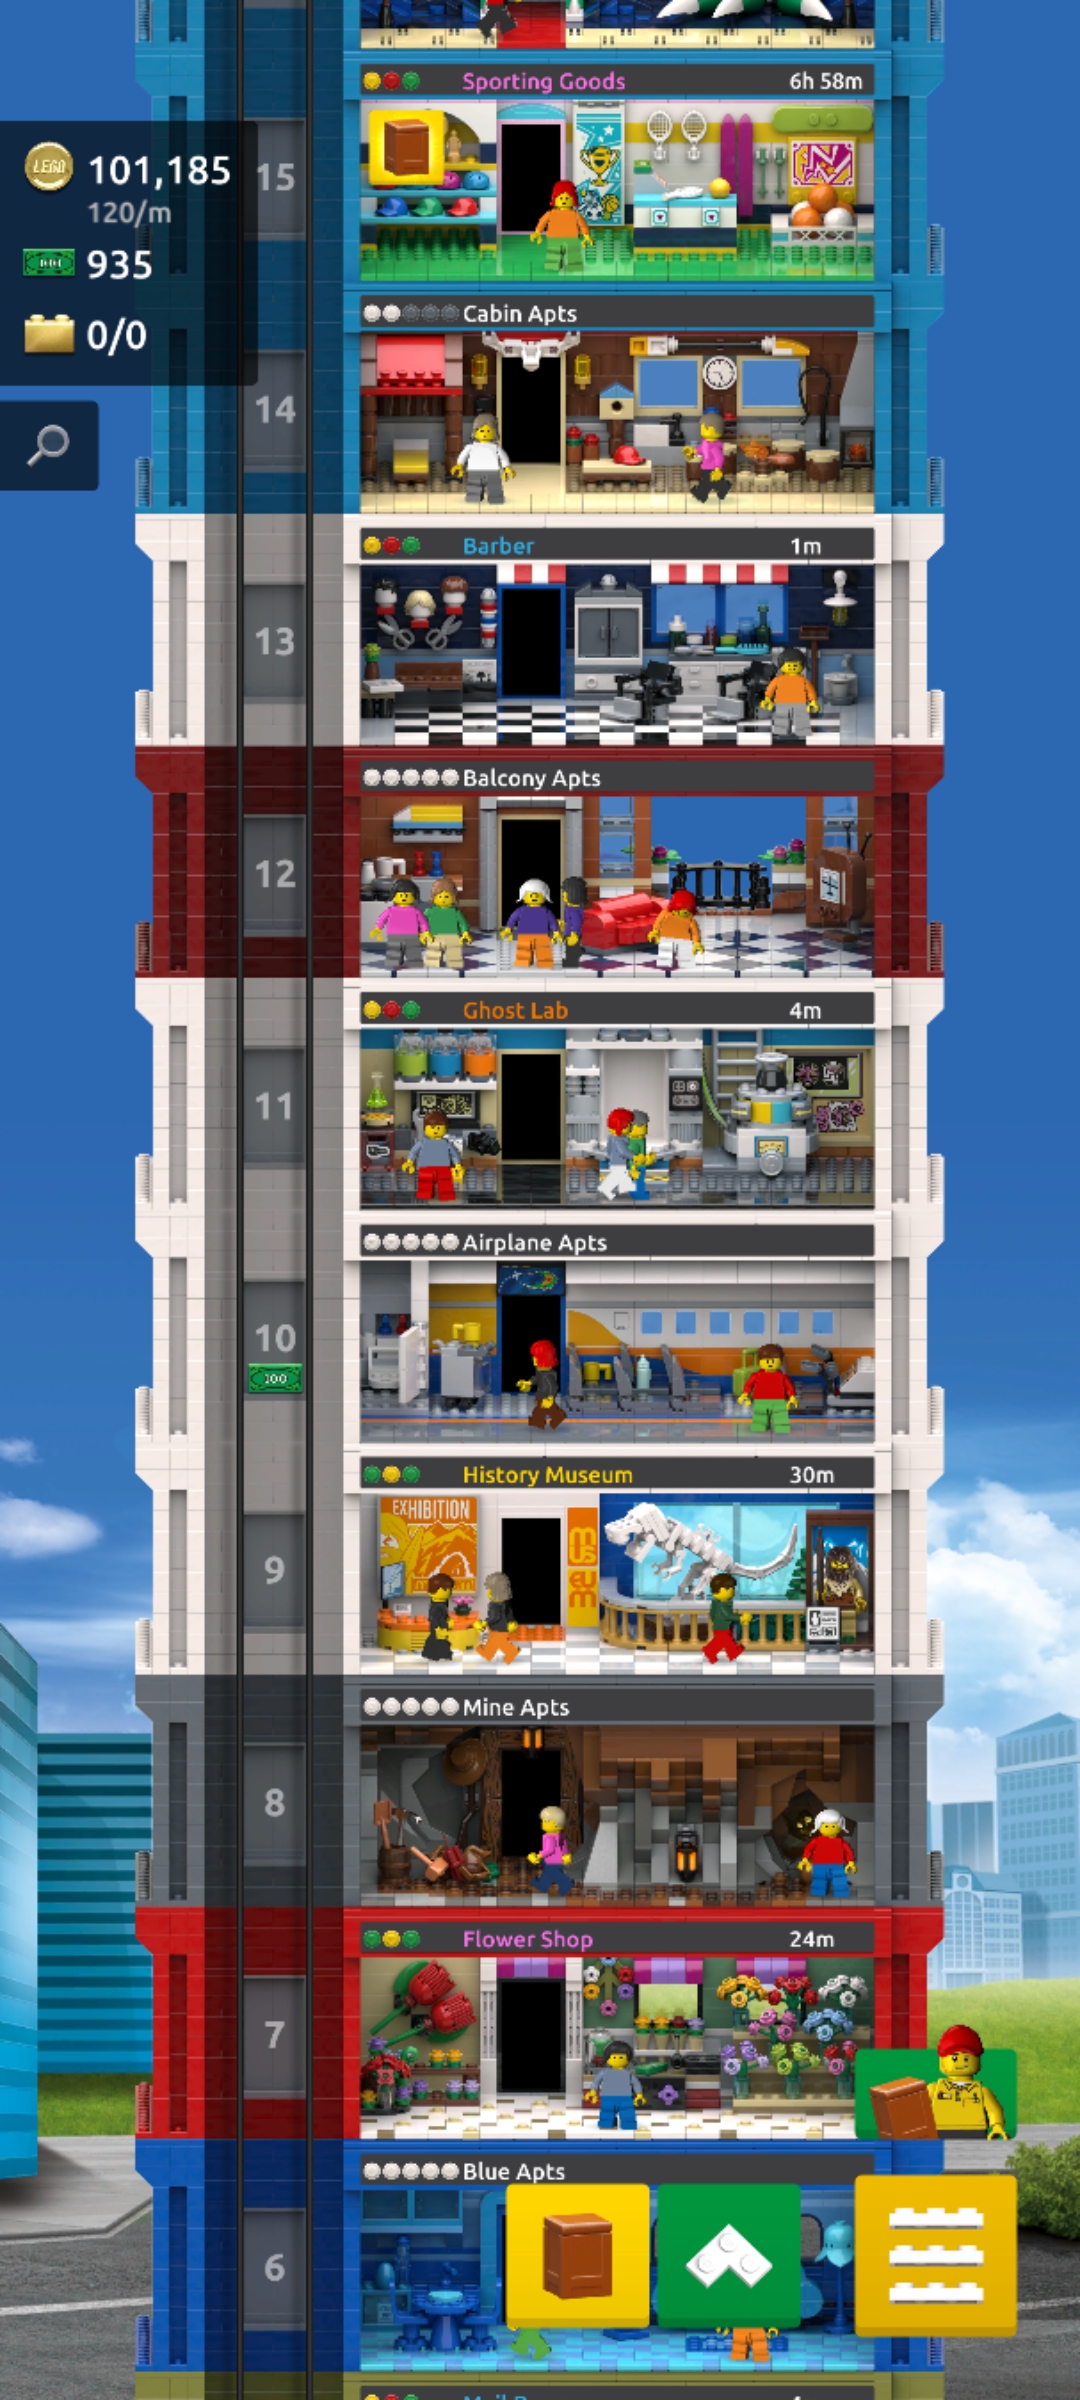 Sporting Goods 6h 58m
LEGO 101,185
120/m
935
0/0
15
Cabin Apts
14
Barber 1m
13
Balcony Apts
12
Ghost Lab 4m
11
Airplane Apts
10
100
History Museum 30m
EXHIBITION
MUSEUM
9
Mine Apts
8
Flower Shop 24m
7
Blue Apts
6